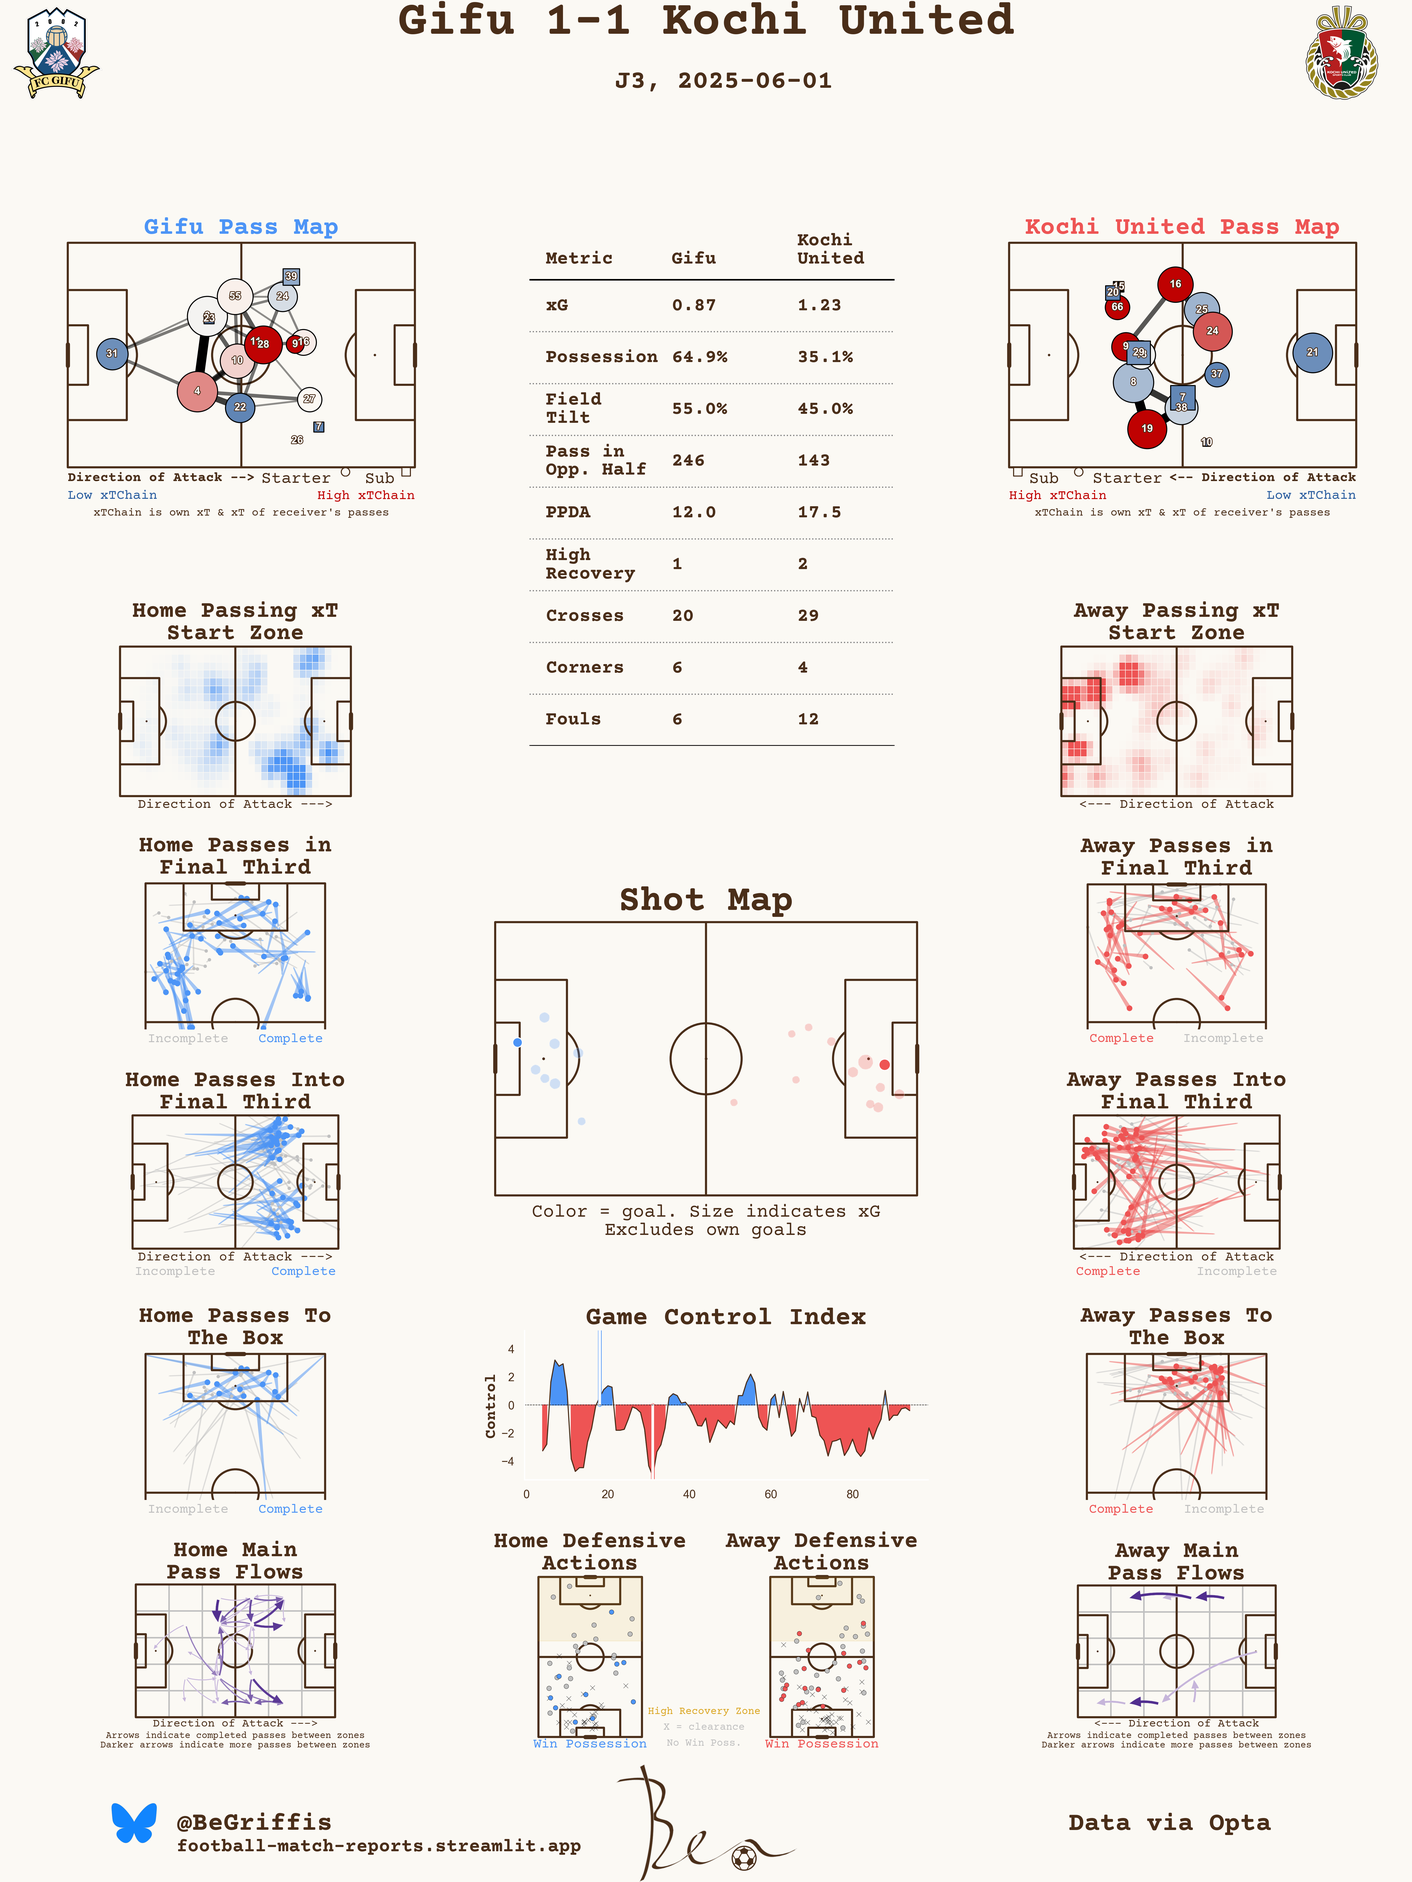 Gifu 1-1 Kochi United
J3, 2025-06-01
FC GIFU
KOCHI UNITED
Gifu Pass Map
39
55
24
23
31
11
28
9
16
10
4
22
27
7
26
Direction of Attack --> Starter Sub
Low xTChain High xTChain
xTChain is own xT & xT of receiver's passes
Metric Gifu Kochi
United
xG 0.87 1.23
Possession 64.9% 35.1%
Field
Tilt 55.0% 45.0%
Pass in
Opp. Half 246 143
PPDA 12.0 17.5
High
Recovery 1 2
Crosses 20 29
Corners 6 4
Fouls 6 12
Kochi United Pass Map
16
15
20
66
25
24
9
29
21
8
37
7
38
19
10
Sub Starter <-- Direction of Attack
High xTChain Low xTChain
xTChain is own xT & xT of receiver's passes
Home Passing xT
Start Zone
Direction of Attack --->
Away Passing xT
Start Zone
<--- Direction of Attack
Home Passes in
Final Third
Incomplete Complete
Away Passes in
Final Third
Complete Incomplete
Shot Map
Color = goal. Size indicates xG
Excludes own goals
Home Passes Into
Final Third
Direction of Attack --->
Incomplete Complete
Away Passes Into
Final Third
<--- Direction of Attack
Complete Incomplete
Home Passes To
The Box
Incomplete Complete
Game Control Index
Control
4
2
0
−2
−4
0 20 40 60 80
Away Passes To
The Box
Complete Incomplete
Home Main
Pass Flows
Direction of Attack --->
Arrows indicate completed passes between zones
Darker arrows indicate more passes between zones
Home Defensive
Actions
Win Possession
High Recovery Zone
X = clearance
No Win Poss.
Away Defensive
Actions
Win Possession
Away Main
Pass Flows
<--- Direction of Attack
Arrows indicate completed passes between zones
Darker arrows indicate more passes between zones
@BeGriffis
football-match-reports.streamlit.app
Ben
Data via Opta